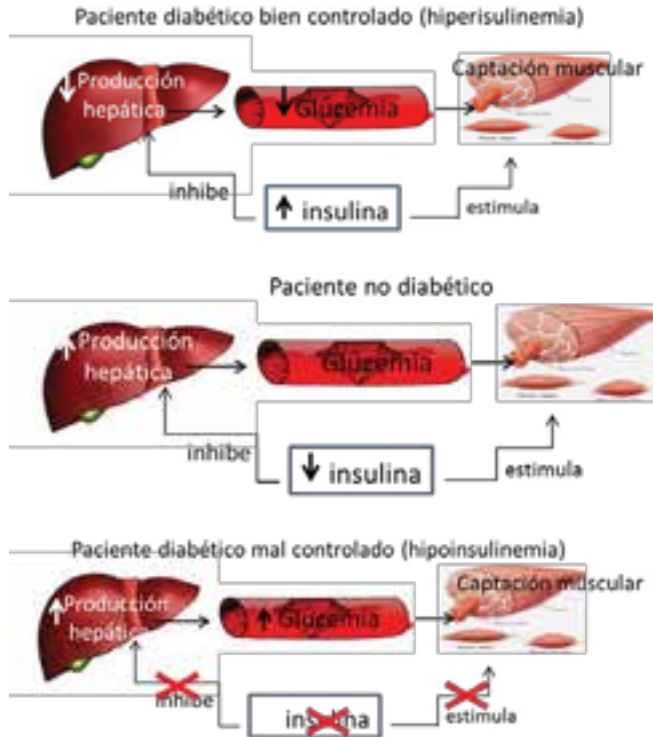 Paciente diabético bien controlado (hiperisulinemia)
Producción
hepática
Glucemia
Captación muscular
inhibe
insulina
estimula
Paciente no diabético
Producción
hepática
Glucemia
inhibe
insulina
estimula
Paciente diabético mal controlado (hipoinsulinemia)
Producción
hepática
Glucemia
Captación muscular
inhibe
insulina
estimula